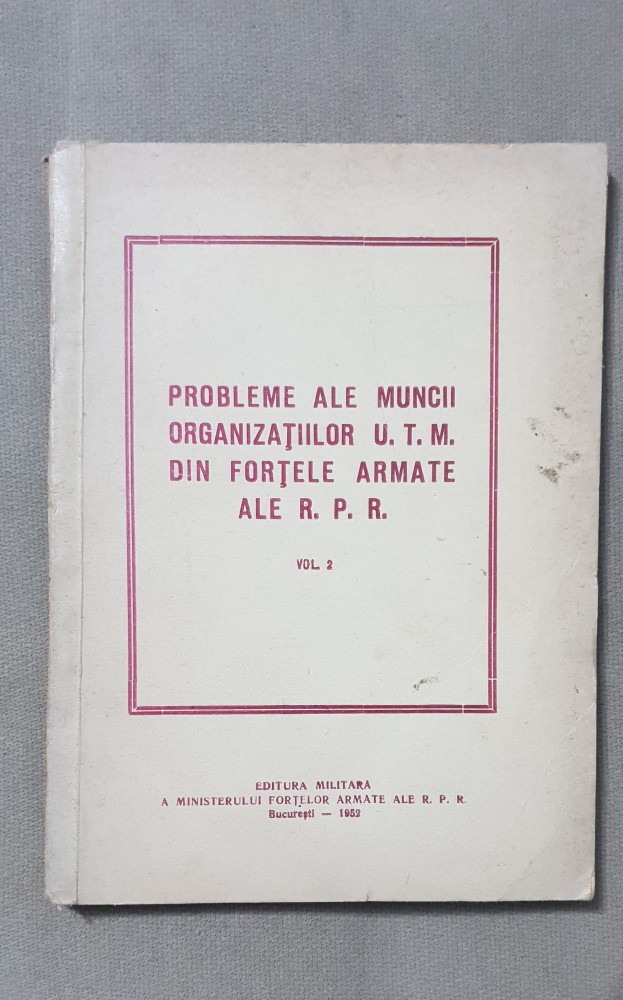 PROBLEME ALE MUNCII
ORGANIZAŢIILOR U. T. M.
DIN FORŢELE ARMATE
ALE R. P. R.
VOL. 2
EDITURA MILITARA
A MINISTERULUI FORŢELOR ARMATE ALE R. P. R.
Bucureşti — 1952